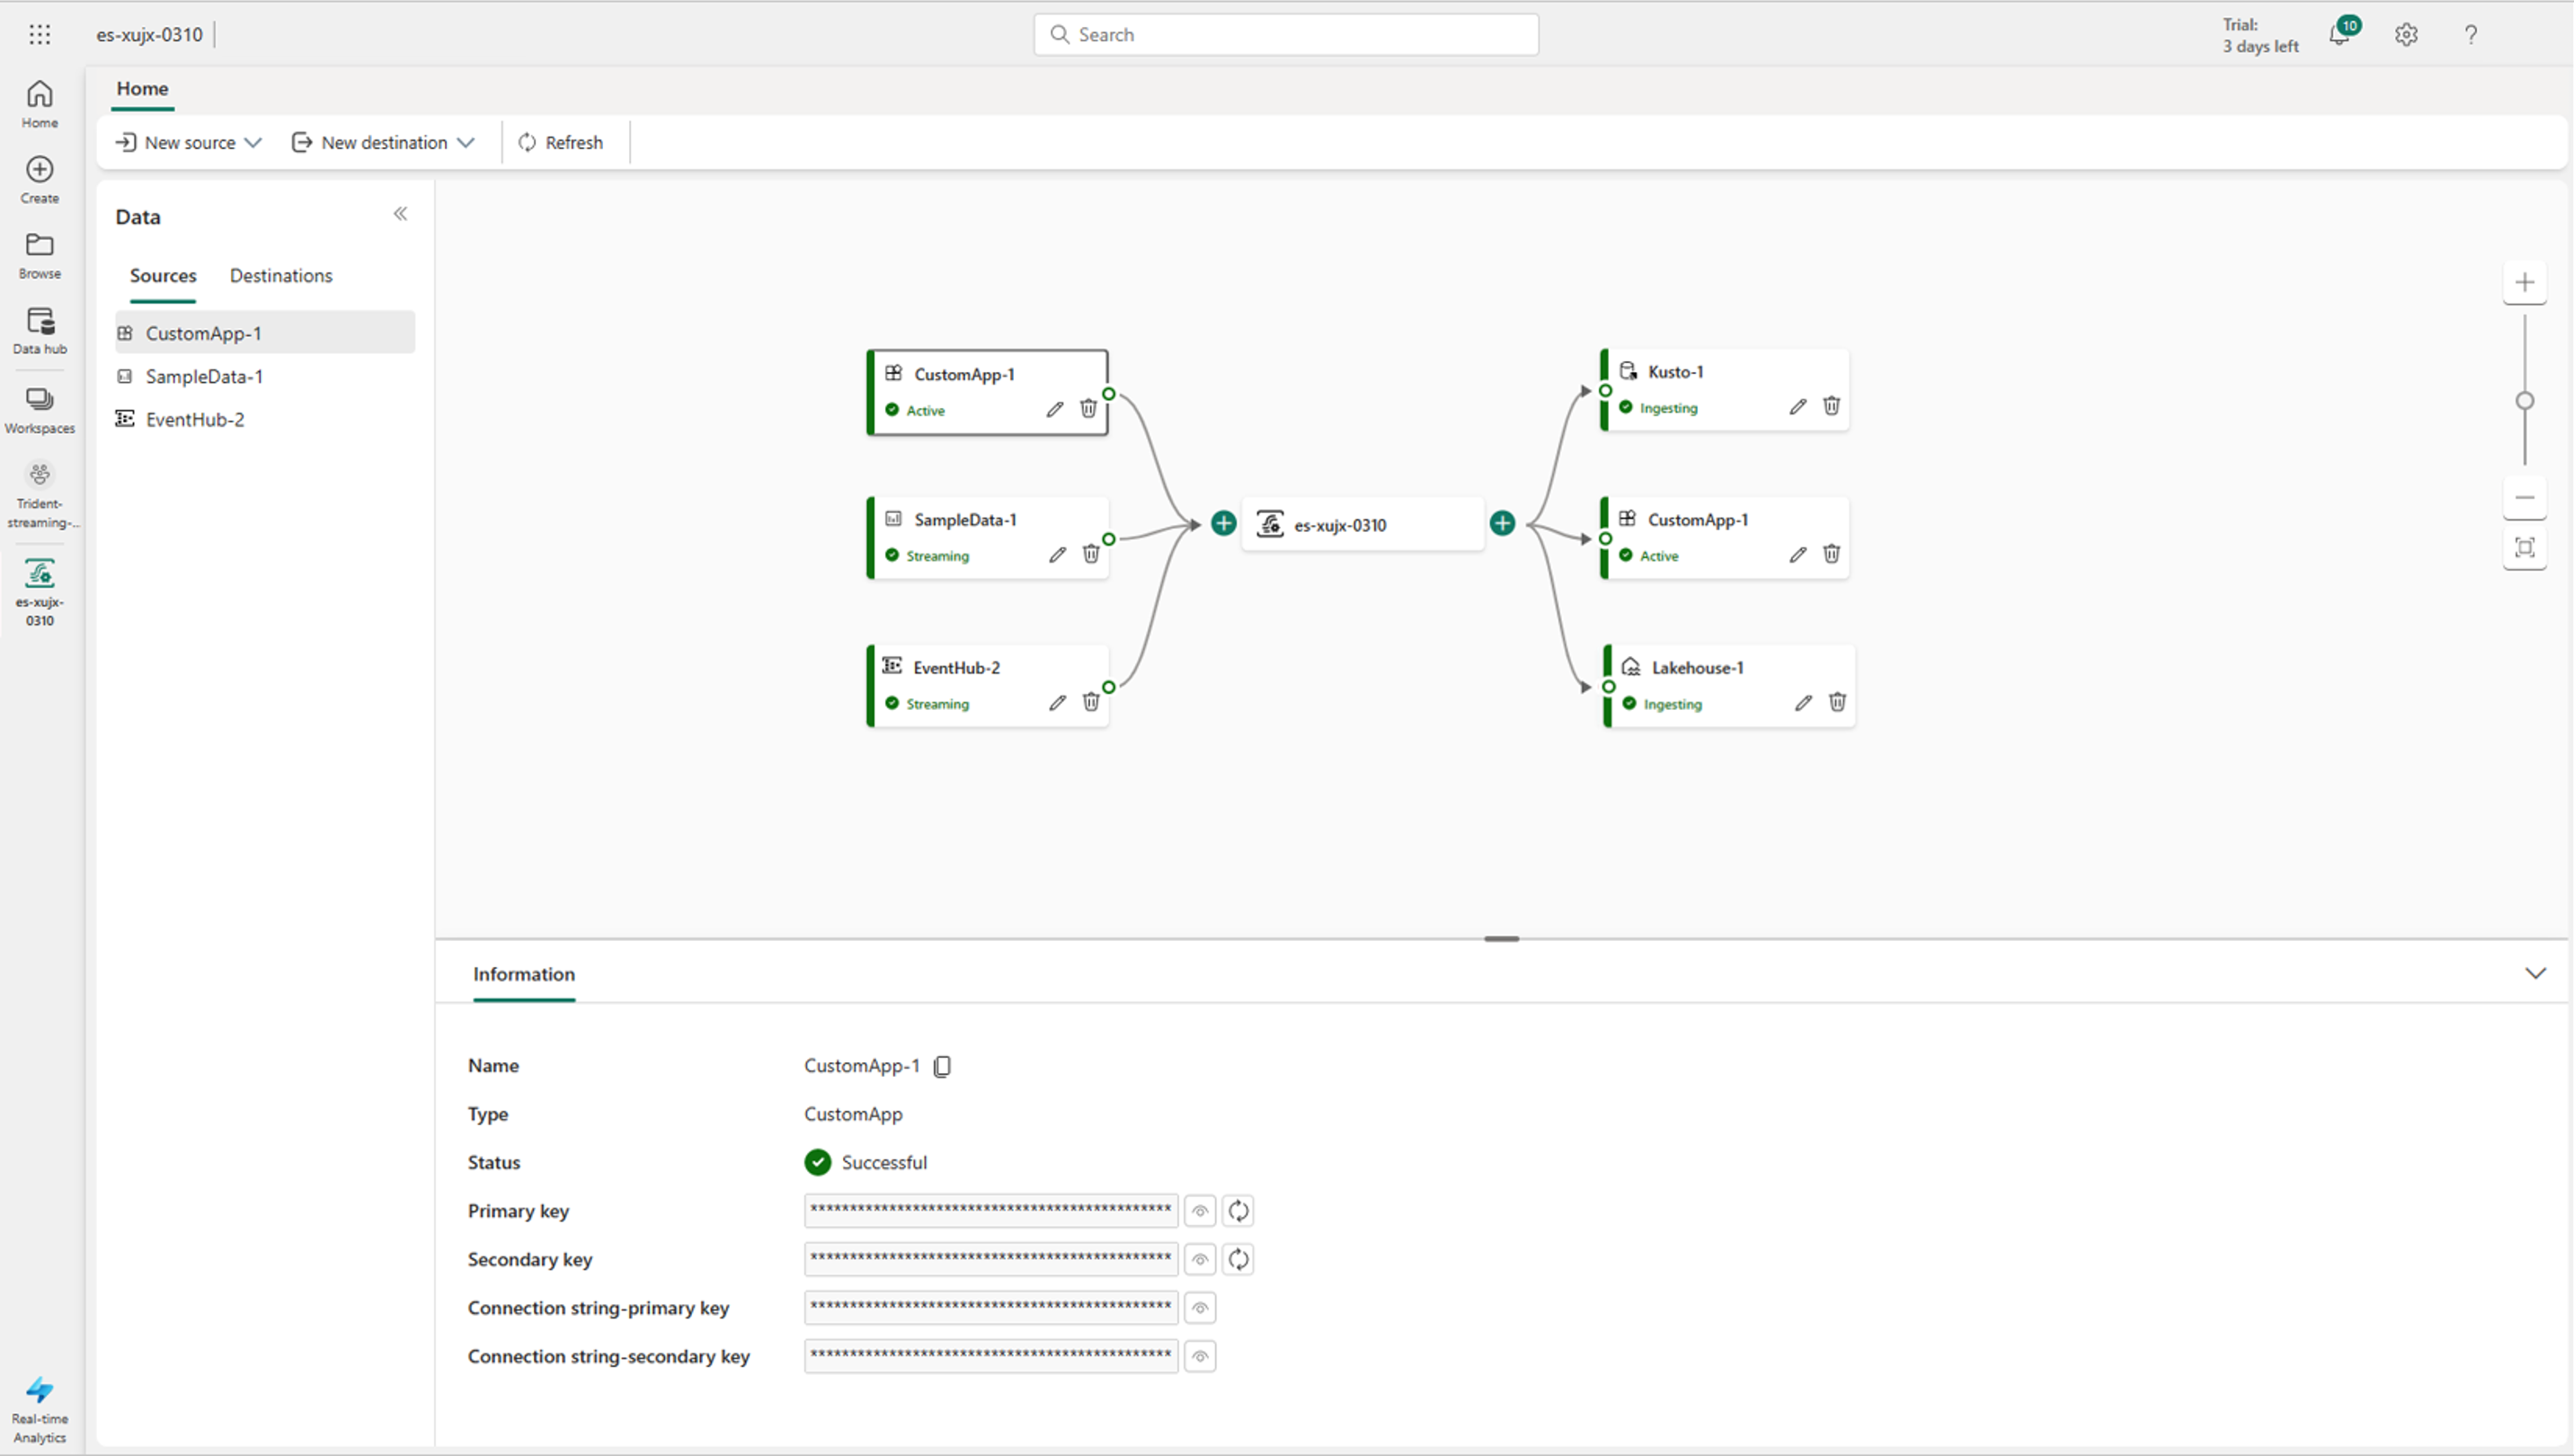 es-xujx-0310
Search
Trial:
3 days left
10
Home
Create
Browse
Data hub
Workspaces
Trident-
streaming-...
es-xujx-
0310
Real-time
Analytics
Home
New source
New destination
Refresh
Data
Sources
Destinations
CustomApp-1
SampleData-1
EventHub-2
CustomApp-1
Active
SampleData-1
Streaming
EventHub-2
Streaming
es-xujx-0310
Kusto-1
Ingesting
CustomApp-1
Active
Lakehouse-1
Ingesting
Information
Name CustomApp-1
Type CustomApp
Status Successful
Primary key **********************************************
Secondary key **********************************************
Connection string-primary key **********************************************
Connection string-secondary key **********************************************